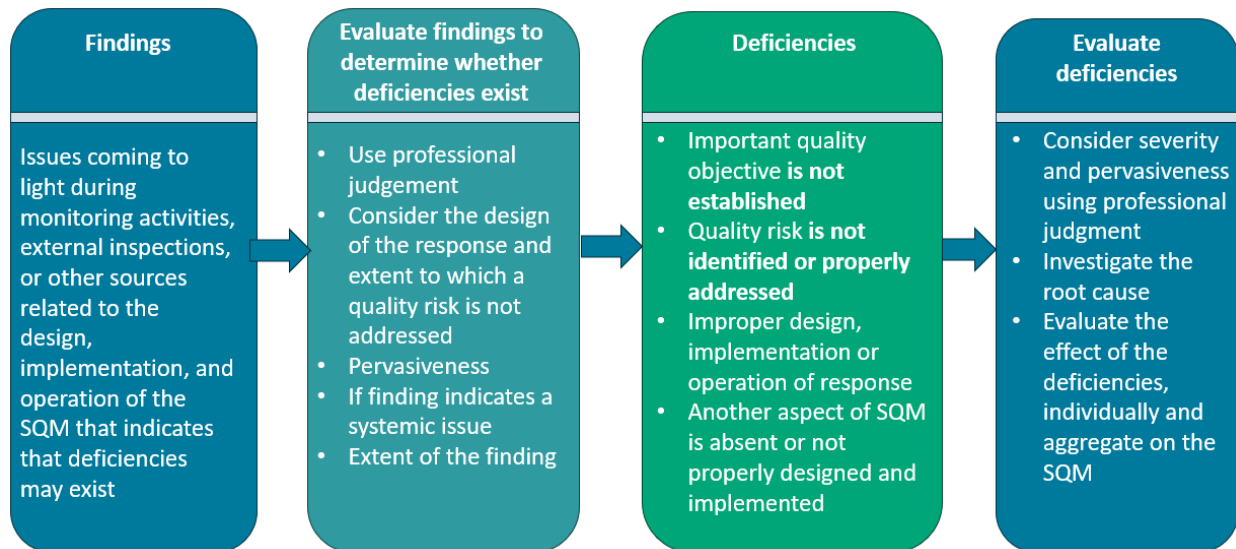 Findings
Issues coming to
light during
monitoring activities,
external inspections,
or other sources
related to the
design,
implementation, and
operation of the
SQM that indicates
that deficiencies
may exist
Evaluate findings to
determine whether
deficiencies exist
• Use professional
judgement
• Consider the design
of the response and
extent to which a
quality risk is not
addressed
• Pervasiveness
• If finding indicates a
systemic issue
• Extent of the finding
Deficiencies
• Important quality
objective is not
established
• Quality risk is not
identified or properly
addressed
• Improper design,
implementation or
operation of response
• Another aspect of SQM
is absent or not
properly designed and
implemented
Evaluate
deficiencies
• Consider severity
and pervasiveness
using professional
judgment
• Investigate the
root cause
• Evaluate the
effect of the
deficiencies,
individually and
aggregate on the
SQM